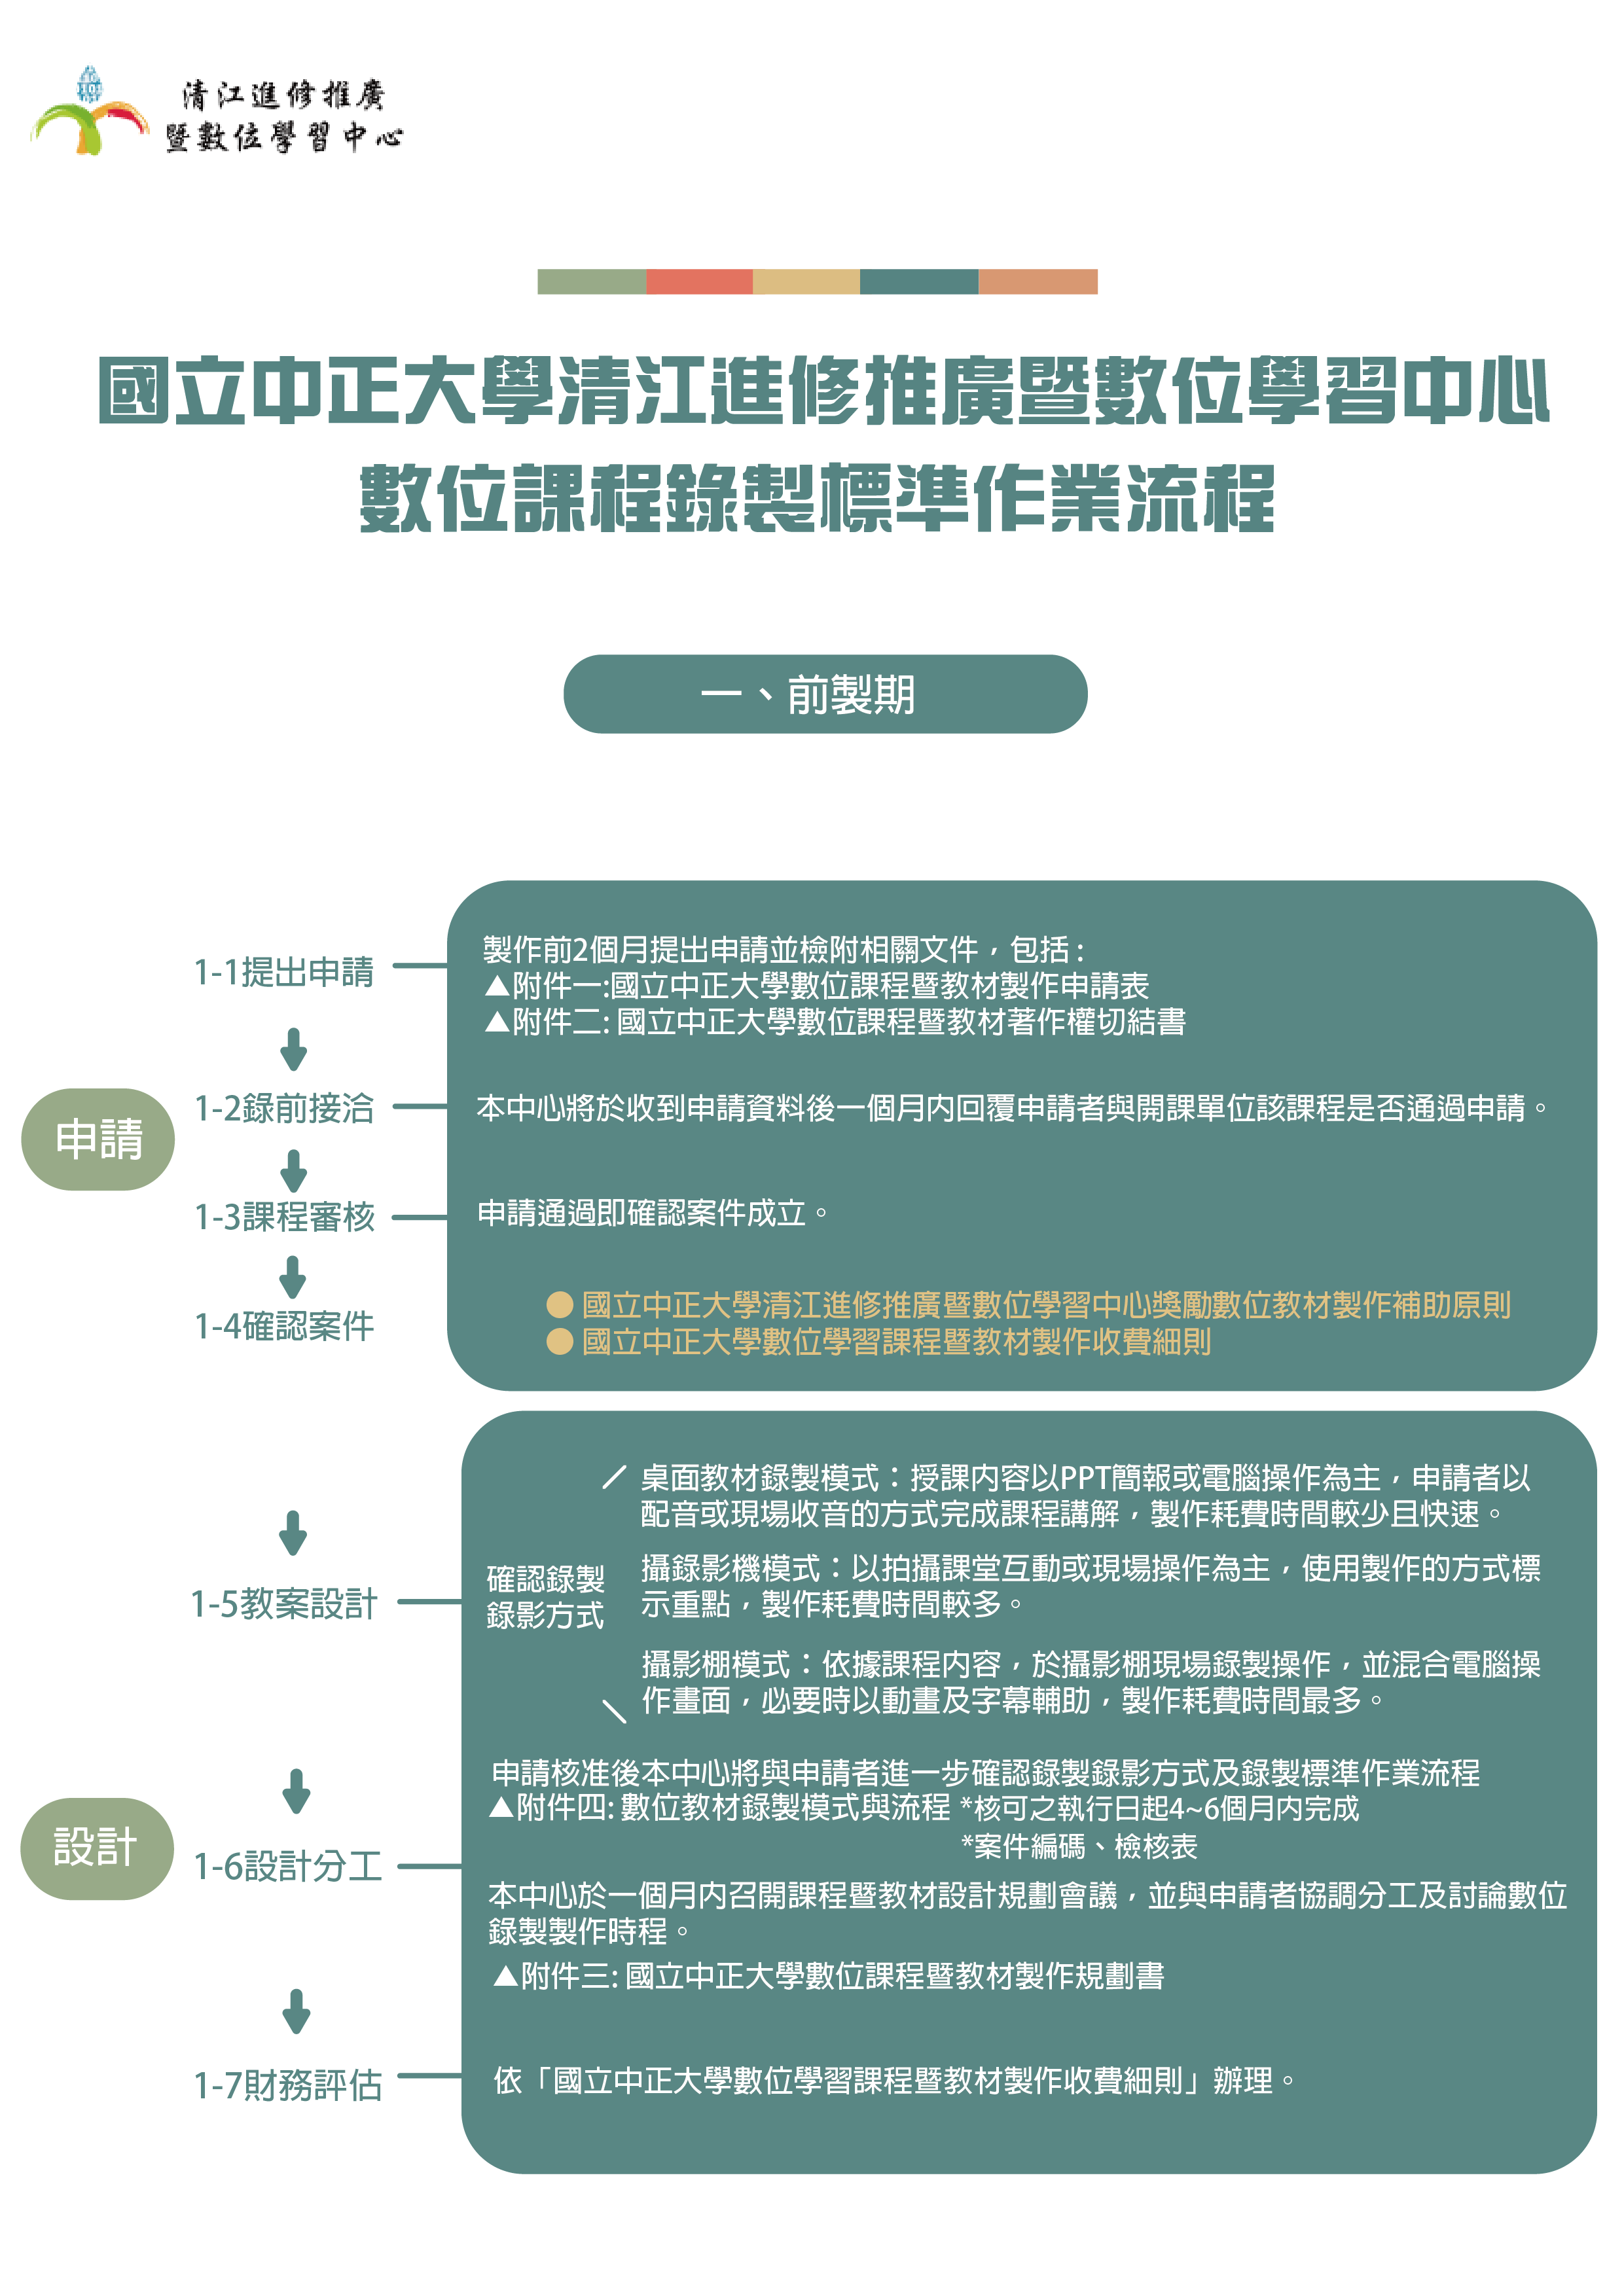 清江進修推廣
暨數位學習中心
國立中正大學清江進修推廣暨數位學習中心
數位課程錄製標準作業流程
一、前製期
申請
1-1提出申請
製作前2個月提出申請並檢附相關文件，包括：
▲附件一:國立中正大學數位課程暨教材製作申請表
▲附件二: 國立中正大學數位課程暨教材著作權切結書
1-2錄前接洽
本中心將於收到申請資料後一個月內回覆申請者與開課單位該課程是否通過申請。
1-3課程審核
申請通過即確認案件成立。
1-4確認案件
● 國立中正大學清江進修推廣暨數位學習中心獎勵數位教材製作補助原則
● 國立中正大學數位學習課程暨教材製作收費細則
設計
1-5教案設計
確認錄製
錄影方式
桌面教材錄製模式：授課內容以PPT簡報或電腦操作為主，申請者以
配音或現場收音的方式完成課程講解，製作耗費時間較少且快速。
攝錄影機模式：以拍攝課堂互動或現場操作為主，使用製作的方式標
示重點，製作耗費時間較多。
攝影棚模式：依據課程內容，於攝影棚現場錄製操作，並混合電腦操
作畫面，必要時以動畫及字幕輔助，製作耗費時間最多。
1-6設計分工
申請核准後本中心將與申請者進一步確認錄製錄影方式及錄製標準作業流程
▲附件四: 數位教材錄製模式與流程 *核可之執行日起4~6個月內完成
*案件編碼、檢核表
本中心於一個月內召開課程暨教材設計規劃會議，並與申請者協調分工及討論數位
錄製製作時程。
▲附件三: 國立中正大學數位課程暨教材製作規劃書
1-7財務評估
依「國立中正大學數位學習課程暨教材製作收費細則」辦理。